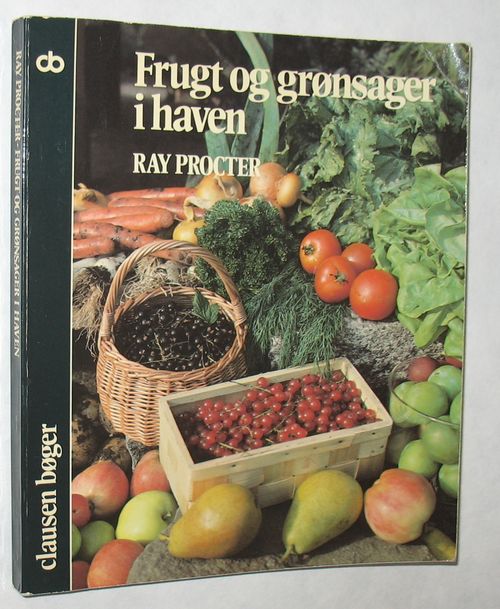 Frugt og grønsager
i haven
RAY PROCTER
RAY PROCTER · FRUGT OG GRØNSAGER I HAVEN
cb
clausen bøger